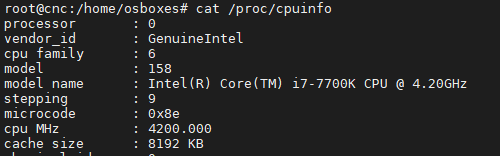 root@cnc:/home/osboxes# cat /proc/cpuinfo
processor : 0
vendor_id : GenuineIntel
cpu family : 6
model : 158
model name : Intel(R) Core(TM) i7-7700K CPU @ 4.20GHz
stepping : 9
microcode : 0x8e
cpu MHz : 4200.000
cache size : 8192 KB